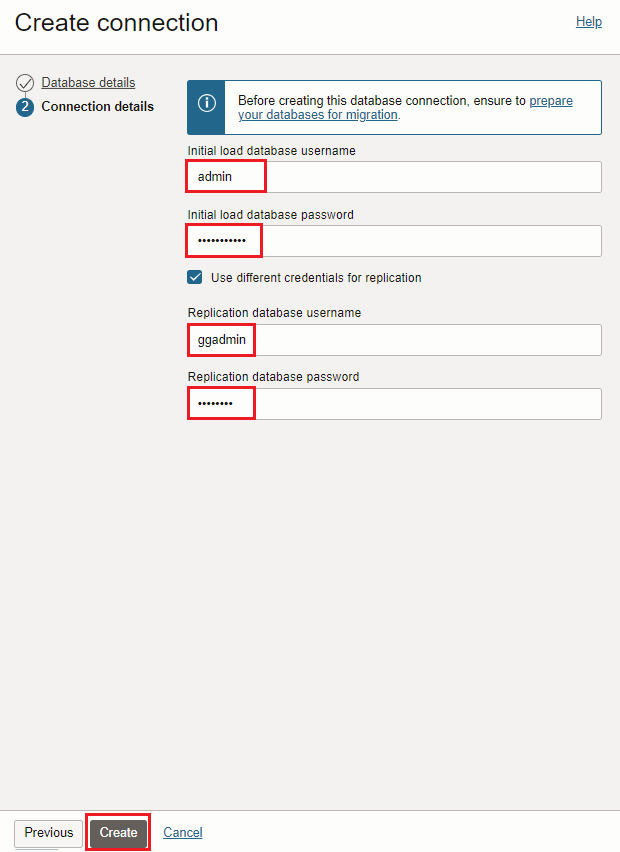 Create connection
Help
Database details
2 Connection details
Before creating this database connection, ensure to prepare
your databases for migration.
Initial load database username
admin
Initial load database password
•••••••••••
Use different credentials for replication
Replication database username
ggadmin
Replication database password
••••••••
Previous Create Cancel